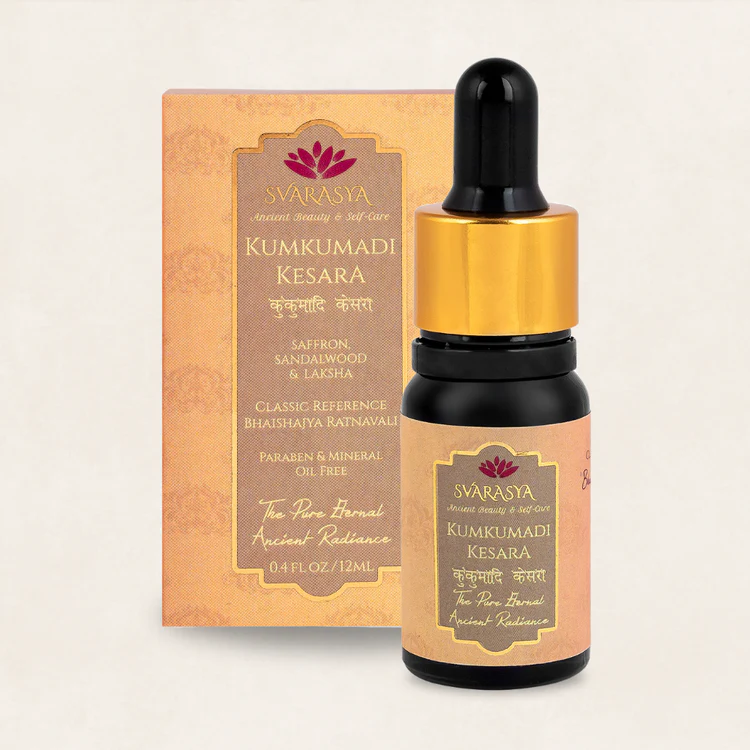 SVARASYA
Ancient Beauty & Self-Care
KUMKUMADI
KESARA
कुंकुमादि केसरा
SAFFRON,
SANDALWOOD
& LAKSHA
CLASSIC REFERENCE
BHAISHAJYA RATNAVALI
PARABEN & MINERAL
OIL FREE
The Pure Eternal
Ancient Radiance
0.4 FL OZ/12ML
SVARASYA
Ancient Beauty & Self-Care
KUMKUMADI
KESARA
कुंकुमादि केसरा
The Pure Eternal
Ancient Radiance